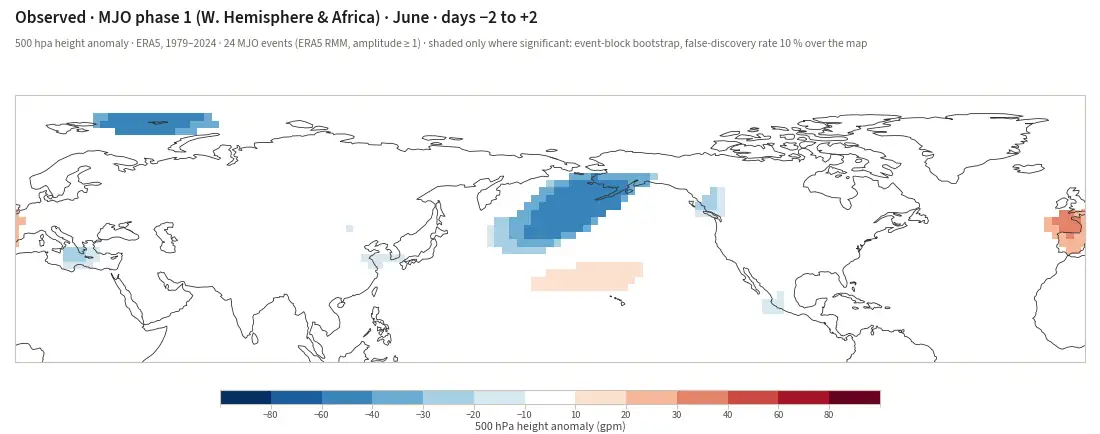 Observed · MJO phase 1 (W. Hemisphere & Africa) · June · days −2 to +2
500 hpa height anomaly · ERA5, 1979–2024 · 24 MJO events (ERA5 RMM, amplitude ≥ 1) · shaded only where significant: event-block bootstrap, false-discovery rate 10 % over the map
−80 −60 −40 −30 −20 −10 10 20 30 40 60 80
500 hPa height anomaly (gpm)